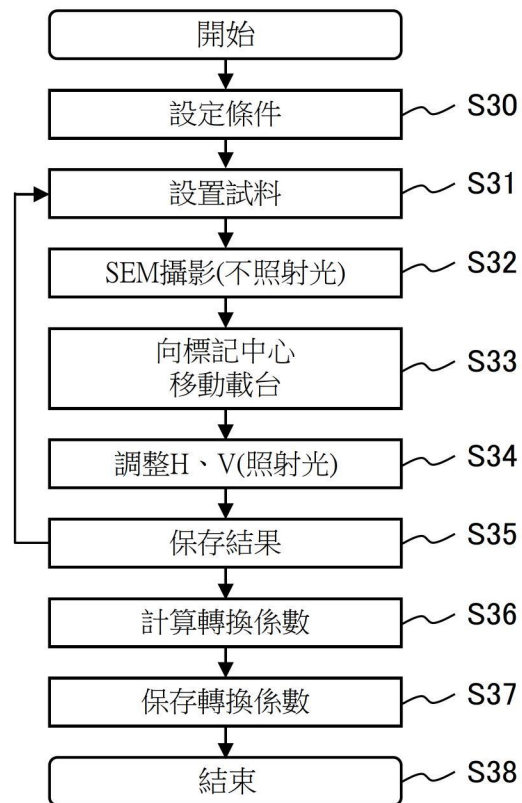 開始
設定條件 S30
設置試料 S31
SEM攝影(不照射光) S32
向標記中心
移動載台 S33
調整H、V(照射光) S34
保存結果 S35
計算轉換係數 S36
保存轉換係數 S37
結束 S38